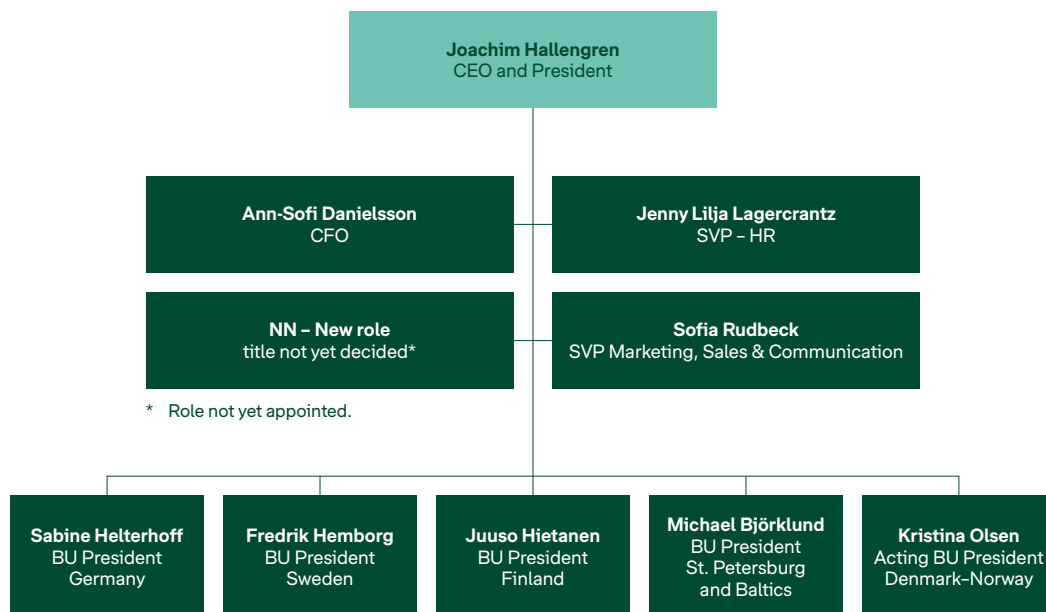 Joachim Hallengren
CEO and President
Ann-Sofi Danielsson
CFO
Jenny Lilja Lagercrantz
SVP – HR
NN – New role
title not yet decided*
Sofia Rudbeck
SVP Marketing, Sales & Communication
* Role not yet appointed.
Sabine Helterhoff
BU President
Germany
Fredrik Hemborg
BU President
Sweden
Juuso Hietanen
BU President
Finland
Michael Björklund
BU President
St. Petersburg
and Baltics
Kristina Olsen
Acting BU President
Denmark–Norway